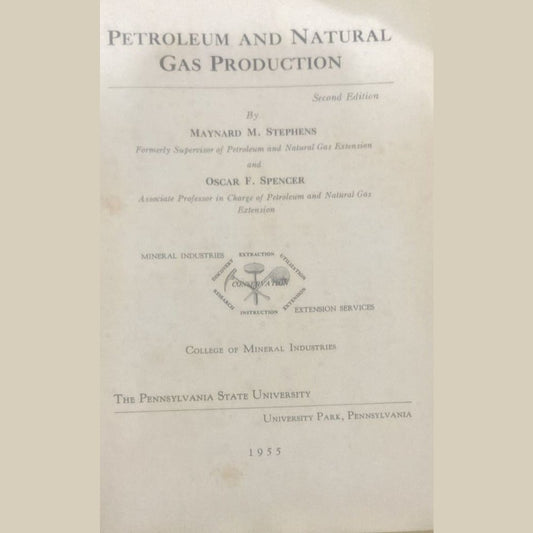 PETROLEUM AND NATURAL
GAS PRODUCTION
Second Edition
By
MAYNARD M. STEPHENS
Formerly Supervisor of Petroleum and Natural Gas Extension
and
OSCAR F. SPENCER
Associate Professor in Charge of Petroleum and Natural Gas
Extension
MINERAL INDUSTRIES
DISCOVERY
EXTRACTION
UTILIZATION
CONSERVATION
RESEARCH
INSTRUCTION
EXTENSION
EXTENSION SERVICES
COLLEGE OF MINERAL INDUSTRIES
THE PENNSYLVANIA STATE UNIVERSITY
UNIVERSITY PARK, PENNSYLVANIA
1955